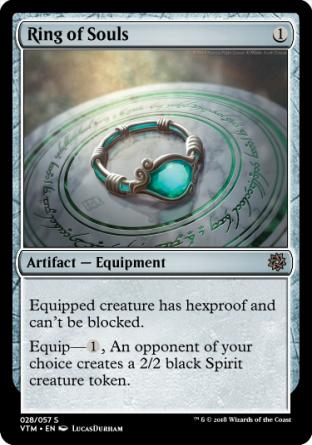 Ring of Souls 1
Artifact — Equipment
Equipped creature has hexproof and
can't be blocked.
Equip—1, An opponent of your
choice creates a 2/2 black Spirit
creature token.
028/057 S
VTM • EN LucasDurham
™ & © 2018 Wizards of the Coast